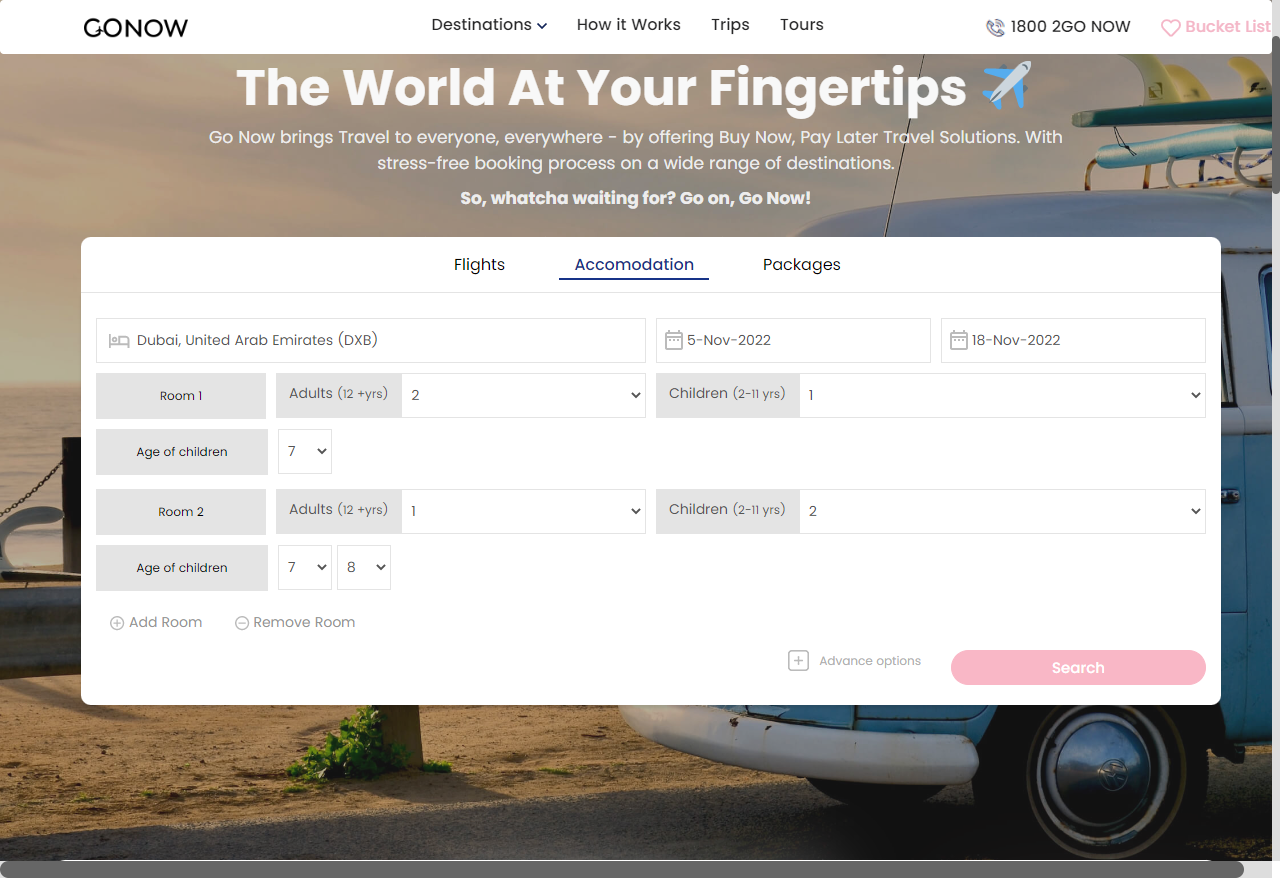 GONOW
Destinations How it Works Trips Tours
1800 2GO NOW
Bucket List
The World At Your Fingertips
Go Now brings Travel to everyone, everywhere - by offering Buy Now, Pay Later Travel Solutions. With
stress-free booking process on a wide range of destinations.
So, whatcha waiting for? Go on, Go Now!
Flights Accomodation Packages
Dubai, United Arab Emirates (DXB) 5-Nov-2022 18-Nov-2022
Room 1 Adults (12 +yrs) 2 Children (2-11 yrs) 1
Age of children 7
Room 2 Adults (12 +yrs) 1 Children (2-11 yrs) 2
Age of children 7 8
Add Room Remove Room
Advance options Search